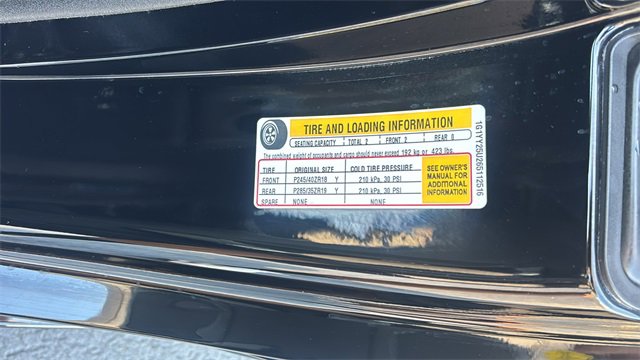 TIRE AND LOADING INFORMATION
SEATING CAPACITY TOTAL 2 FRONT 2 REAR 0
The combined weight of occupants and cargo should never exceed 192 kg or 423 lbs.
TIRE ORIGINAL SIZE COLD TIRE PRESSURE
FRONT P245/40ZR18 Y 210 kPa, 30 PSI
REAR P285/35ZR19 Y 210 kPa, 30 PSI
SPARE NONE NONE
SEE OWNER'S
MANUAL FOR
ADDITIONAL
INFORMATION
1G1YY25U265112516